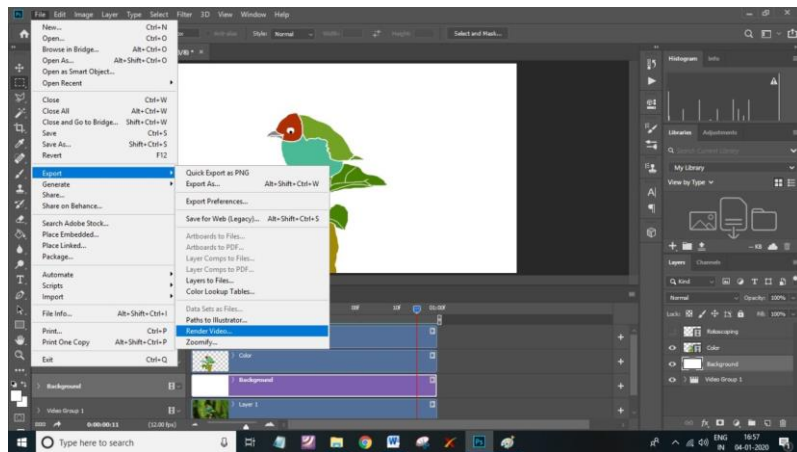 File Edit Image Layer Type Select Filter 3D View Window Help
Style: Normal
Select and Mask...
New... Ctrl+N
Open... Ctrl+O
Browse in Bridge... Alt+Ctrl+O
Open As... Alt+Shift+Ctrl+O
Open as Smart Object...
Open Recent
Close Ctrl+W
Close All Alt+Ctrl+W
Close and Go to Bridge... Shift+Ctrl+W
Save Ctrl+S
Save As... Shift+Ctrl+S
Revert F12
Export
Generate
Share...
Share on Behance...
Search Adobe Stock...
Place Embedded...
Place Linked...
Package...
Automate
Scripts
Import
File Info... Alt+Shift+Ctrl+I
Print... Ctrl+P
Print One Copy Alt+Shift+Ctrl+P
Exit Ctrl+Q
Quick Export as PNG
Export As... Alt+Shift+Ctrl+W
Export Preferences...
Save for Web (Legacy)... Alt+Shift+Ctrl+S
Artboards to Files...
Artboards to PDF...
Layer Comps to Files...
Layer Comps to PDF...
Layers to Files...
Color Lookup Tables...
Data Sets as Files...
Paths to Illustrator...
Render Video...
Zoomify...
Histogram Info
Libraries Adjustments
My Library
View by Type
Layers Channels
Kind
Normal Opacity: 100%
Lock: Fill: 100%
Rotoscoping
Color
Background
Video Group 1
10f 01:00f
Color
Background
Background
Video Group 1
Layer 1
0:00:00:11 (12.00 fps)
Type here to search
ENG
IN
16:57
04-01-2020